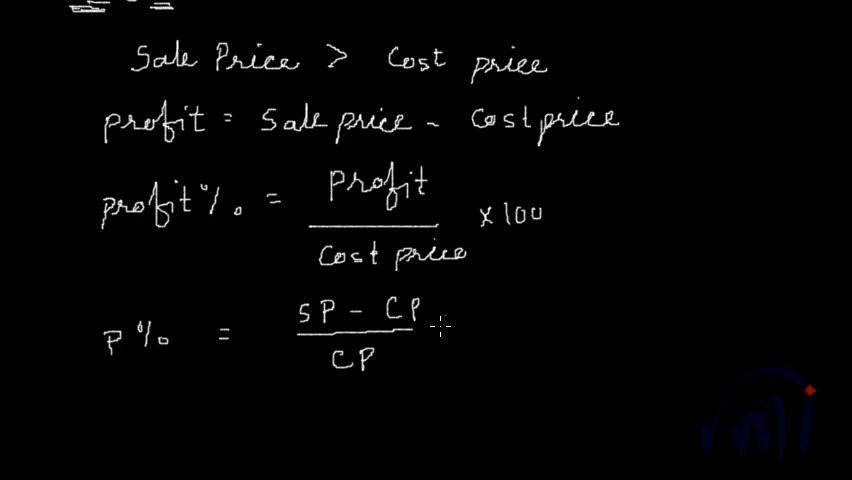 Sale Price > Cost price
profit = Sale price - Cost price
profit % = Profit / Cost price × 100
P % = SP - CP / CP